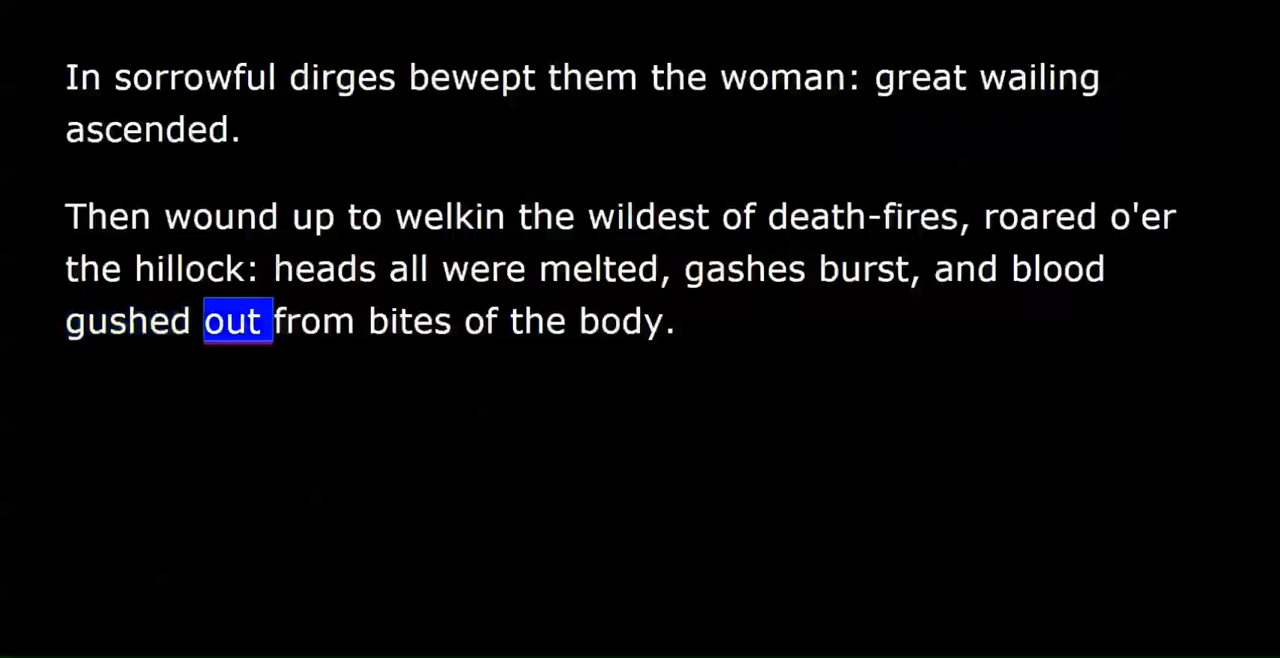 In sorrowful dirges bewept them the woman: great wailing
ascended.
Then wound up to welkin the wildest of death-fires, roared o'er
the hillock: heads all were melted, gashes burst, and blood
gushed out from bites of the body.